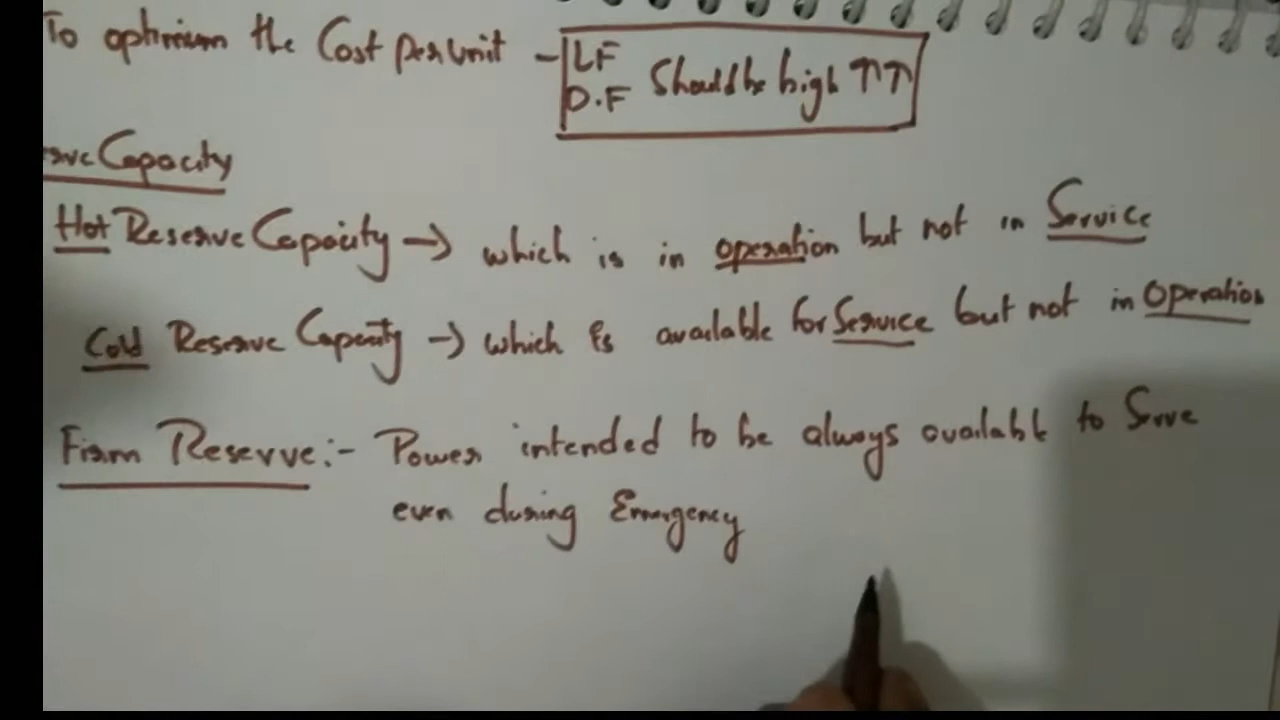 To optimum the Cost per unit - LF
D.F Should be high ↑↑
rve Capacity
Hot Reserve Capacity → which is in operation but not in Service
Cold Reserve Capacity → which is available for Service but not in Operation
Firm Reserve:- Power intended to be always available to Serve
even during Emergency